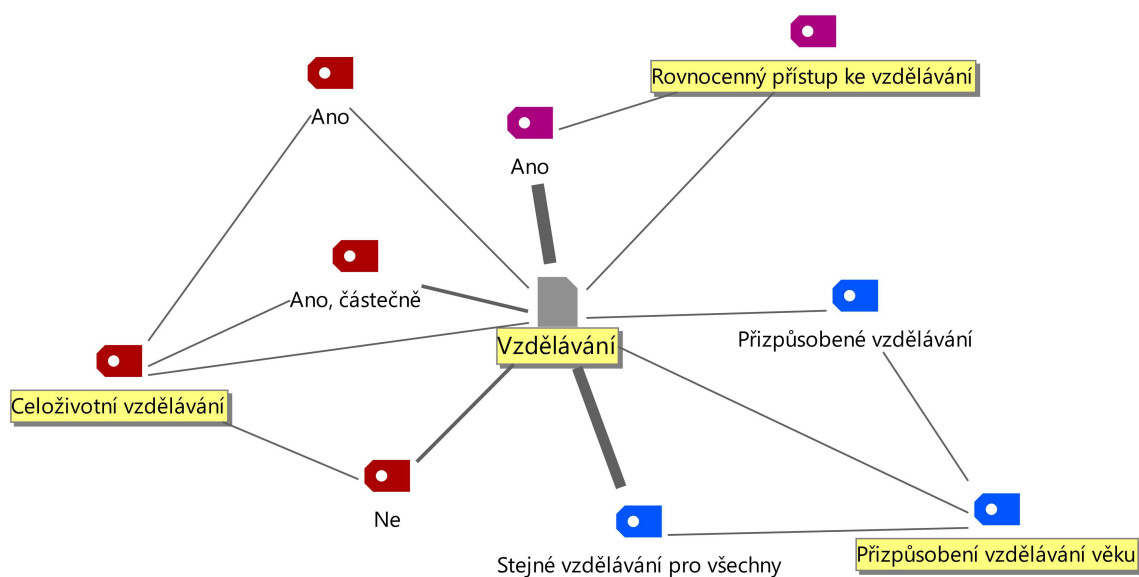 Rovnocenný přístup ke vzdělávání
Ano
Ano
Ano, částečně
Přizpůsobené vzdělávání
Vzdělávání
Celoživotní vzdělávání
Ne
Přizpůsobení vzdělávání věku
Stejné vzdělávání pro všechny